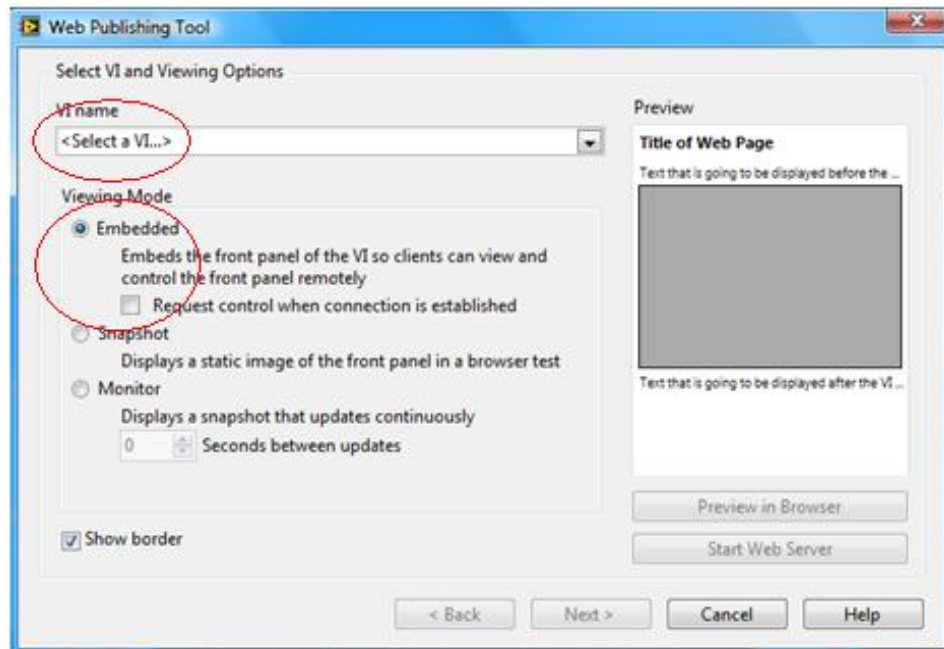 Web Publishing Tool
Select VI and Viewing Options
VI name
<Select a VI...>
Viewing Mode
Embedded
Embeds the front panel of the VI so clients can view and
control the front panel remotely
Request control when connection is established
Snapshot
Displays a static image of the front panel in a browser test
Monitor
Displays a snapshot that updates continuously
0 Seconds between updates
Show border
Preview
Title of Web Page
Text that is going to be displayed before the ...
Text that is going to be displayed after the VI ...
Preview in Browser
Start Web Server
< Back Next > Cancel Help